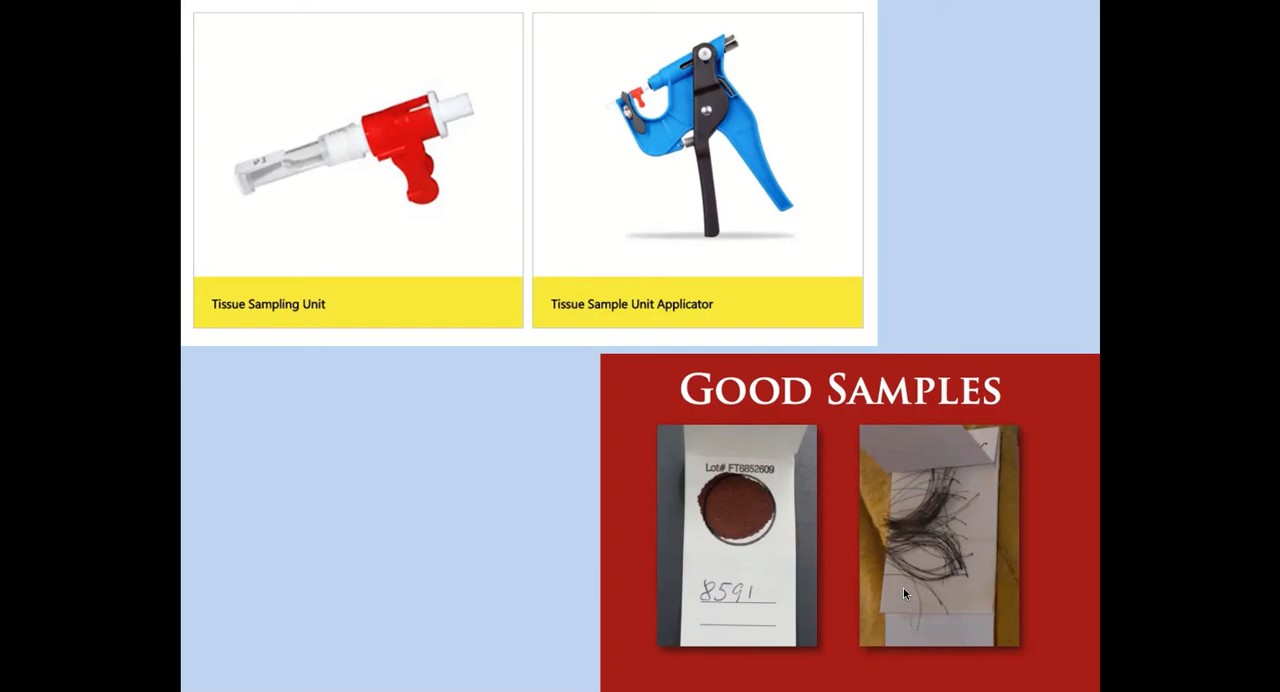 Tissue Sampling Unit
Tissue Sample Unit Applicator
GOOD SAMPLES
Lot# FT6852609
8591